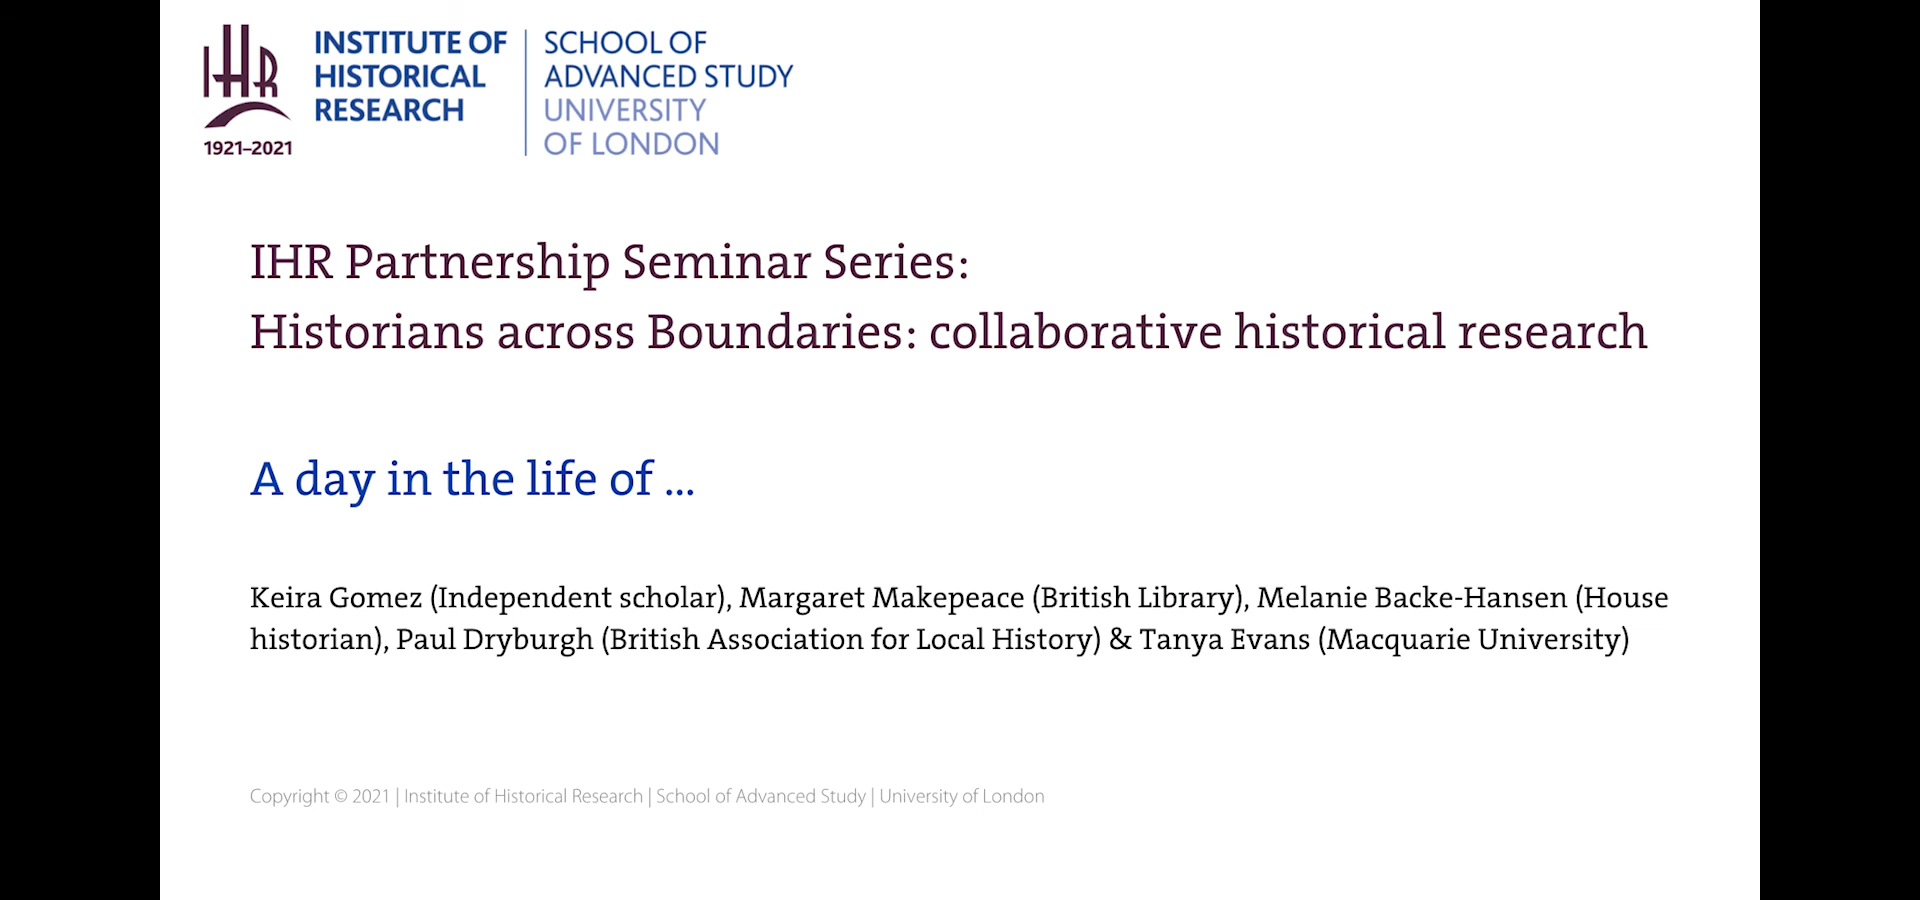 IHR
1921–2021
INSTITUTE OF
HISTORICAL
RESEARCH
SCHOOL OF
ADVANCED STUDY
UNIVERSITY
OF LONDON
IHR Partnership Seminar Series:
Historians across Boundaries: collaborative historical research
A day in the life of ...
Keira Gomez (Independent scholar), Margaret Makepeace (British Library), Melanie Backe-Hansen (House
historian), Paul Dryburgh (British Association for Local History) & Tanya Evans (Macquarie University)
Copyright © 2021 | Institute of Historical Research | School of Advanced Study | University of London